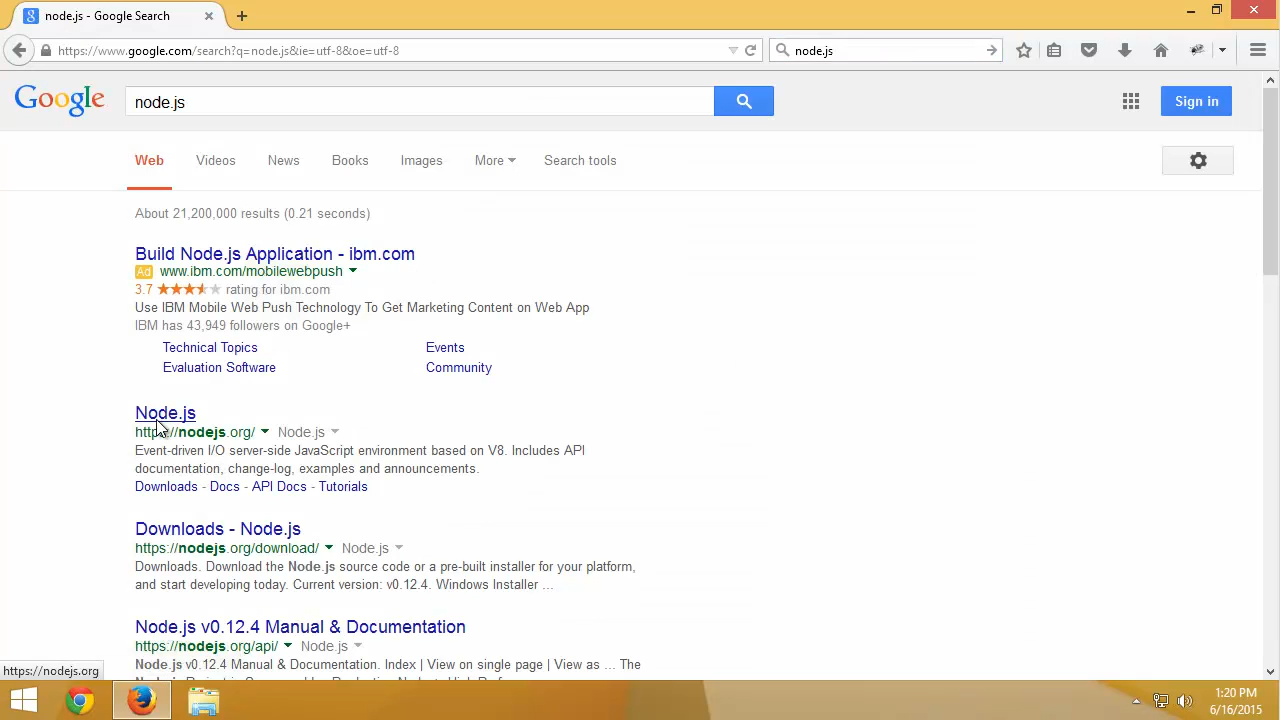 node.js - Google Search
https://www.google.com/search?q=node.js&ie=utf-8&oe=utf-8
node.js
Google
node.js
Sign in
Web Videos News Books Images More Search tools
About 21,200,000 results (0.21 seconds)
Build Node.js Application - ibm.com
Ad www.ibm.com/mobilewebpush
3.7 rating for ibm.com
Use IBM Mobile Web Push Technology To Get Marketing Content on Web App
IBM has 43,949 followers on Google+
Technical Topics Events
Evaluation Software Community
Node.js
https://nodejs.org/ Node.js
Event-driven I/O server-side JavaScript environment based on V8. Includes API
documentation, change-log, examples and announcements.
Downloads - Docs - API Docs - Tutorials
Downloads - Node.js
https://nodejs.org/download/ Node.js
Downloads. Download the Node.js source code or a pre-built installer for your platform,
and start developing today. Current version: v0.12.4. Windows Installer ...
Node.js v0.12.4 Manual & Documentation
https://nodejs.org/api/ Node.js
Node.js v0.12.4 Manual & Documentation. Index | View on single page | View as ... The
https://nodejs.org
1:20 PM
6/16/2015